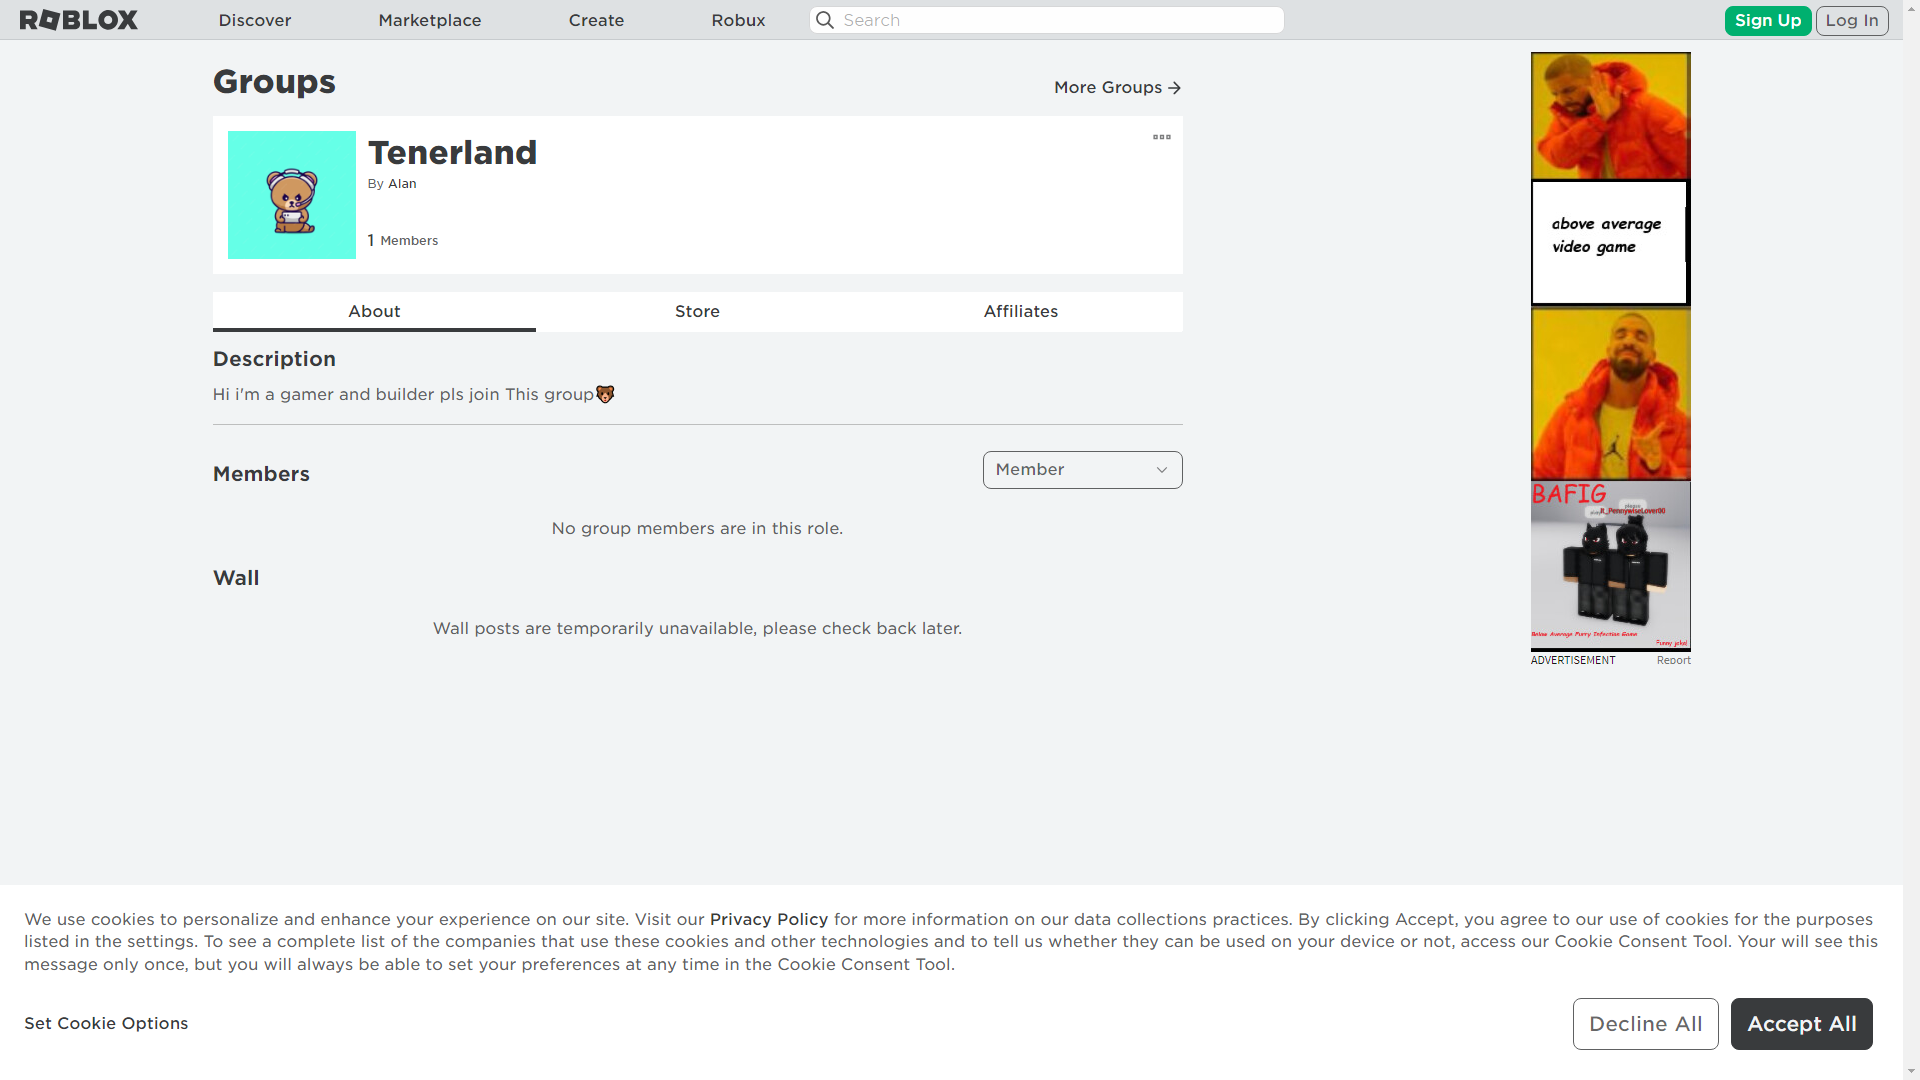 ROBLOX
Discover
Marketplace
Create
Robux
Search
Sign Up
Log In
Groups
More Groups
Tenerland
By Alan
1 Members
About
Store
Affiliates
Description
Hi i'm a gamer and builder pls join This group
Members
Member
No group members are in this role.
Wall
Wall posts are temporarily unavailable, please check back later.
above average
video game
BAFIG
Below Average Furry Infection Game
ADVERTISEMENT
Report
We use cookies to personalize and enhance your experience on our site. Visit our Privacy Policy for more information on our data collections practices. By clicking Accept, you agree to our use of cookies for the purposes
listed in the settings. To see a complete list of the companies that use these cookies and other technologies and to tell us whether they can be used on your device or not, access our Cookie Consent Tool. Your will see this
message only once, but you will always be able to set your preferences at any time in the Cookie Consent Tool.
Set Cookie Options
Decline All
Accept All